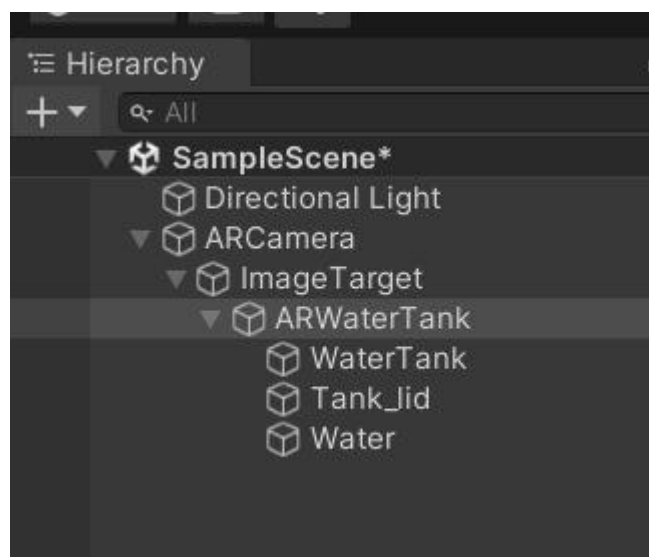 Hierarchy
All
SampleScene*
Directional Light
ARCamera
ImageTarget
ARWaterTank
WaterTank
Tank_lid
Water